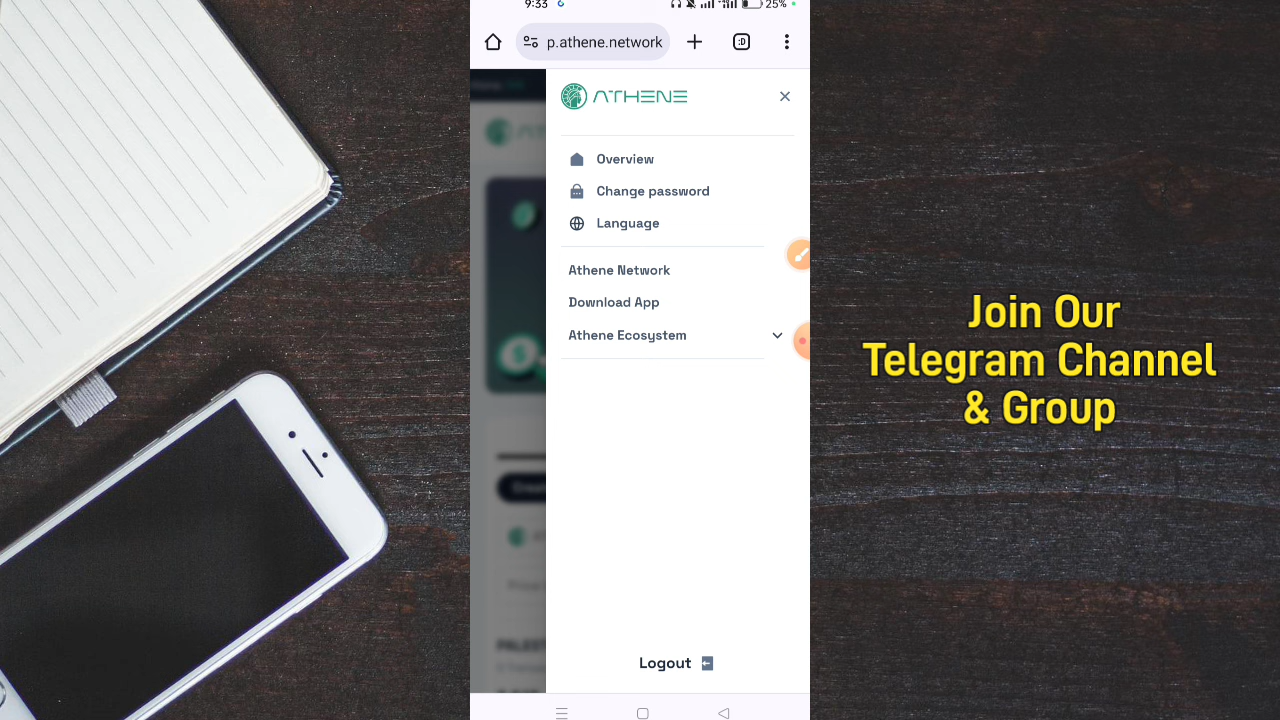 9:33
25%
p.athene.network
:D
ATHENE
Overview
Change password
Language
Athene Network
Download App
Athene Ecosystem
Logout
Join Our
Telegram Channel
& Group